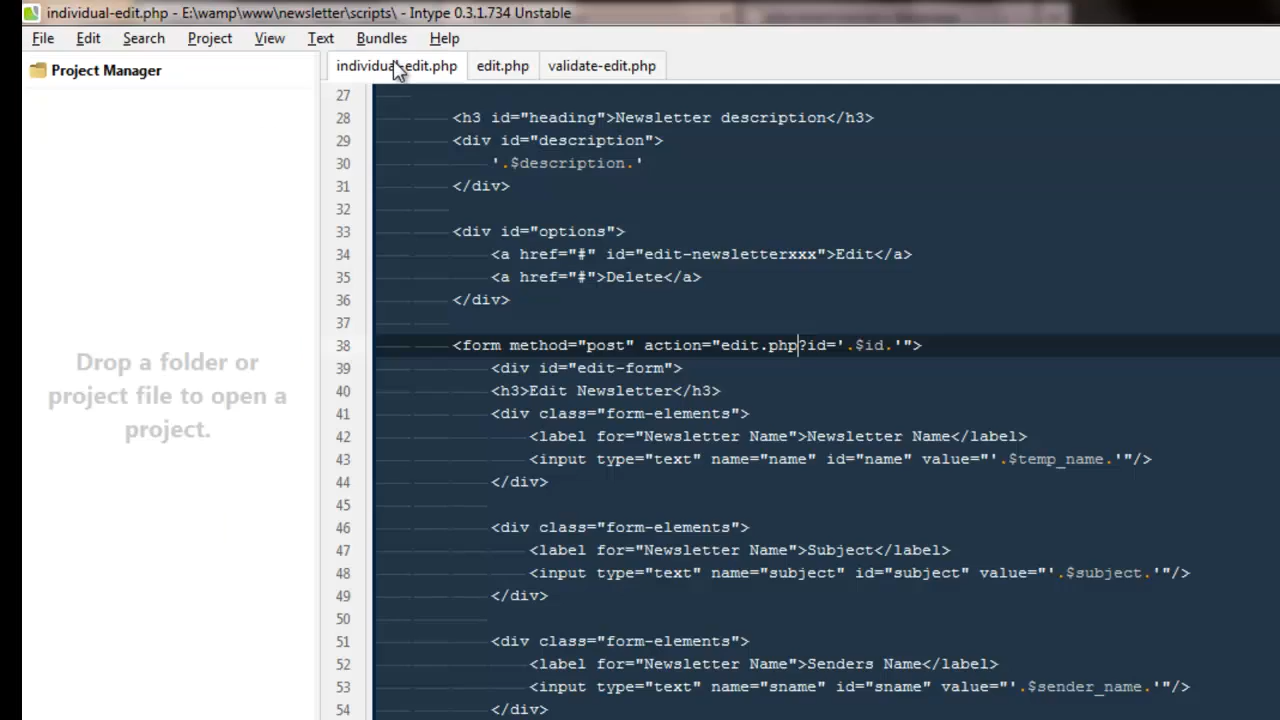 individual-edit.php - E:\wamp\www\newsletter\scripts\ - Intype 0.3.1.734 Unstable
File Edit Search Project View Text Bundles Help
Project Manager
individual-edit.php edit.php validate-edit.php
Drop a folder or
project file to open a
project.
27
28 <h3 id="heading">Newsletter description</h3>
29 <div id="description">
30 '.$description.'
31 </div>
32
33 <div id="options">
34 <a href="#" id="edit-newsletterxxx">Edit</a>
35 <a href="#">Delete</a>
36 </div>
37
38 <form method="post" action="edit.php?id='.$id.'">
39 <div id="edit-form">
40 <h3>Edit Newsletter</h3>
41 <div class="form-elements">
42 <label for="Newsletter Name">Newsletter Name</label>
43 <input type="text" name="name" id="name" value="'.$temp_name.'"/>
44 </div>
45
46 <div class="form-elements">
47 <label for="Newsletter Name">Subject</label>
48 <input type="text" name="subject" id="subject" value="'.$subject.'"/>
49 </div>
50
51 <div class="form-elements">
52 <label for="Newsletter Name">Senders Name</label>
53 <input type="text" name="sname" id="sname" value="'.$sender_name.'"/>
54 </div>